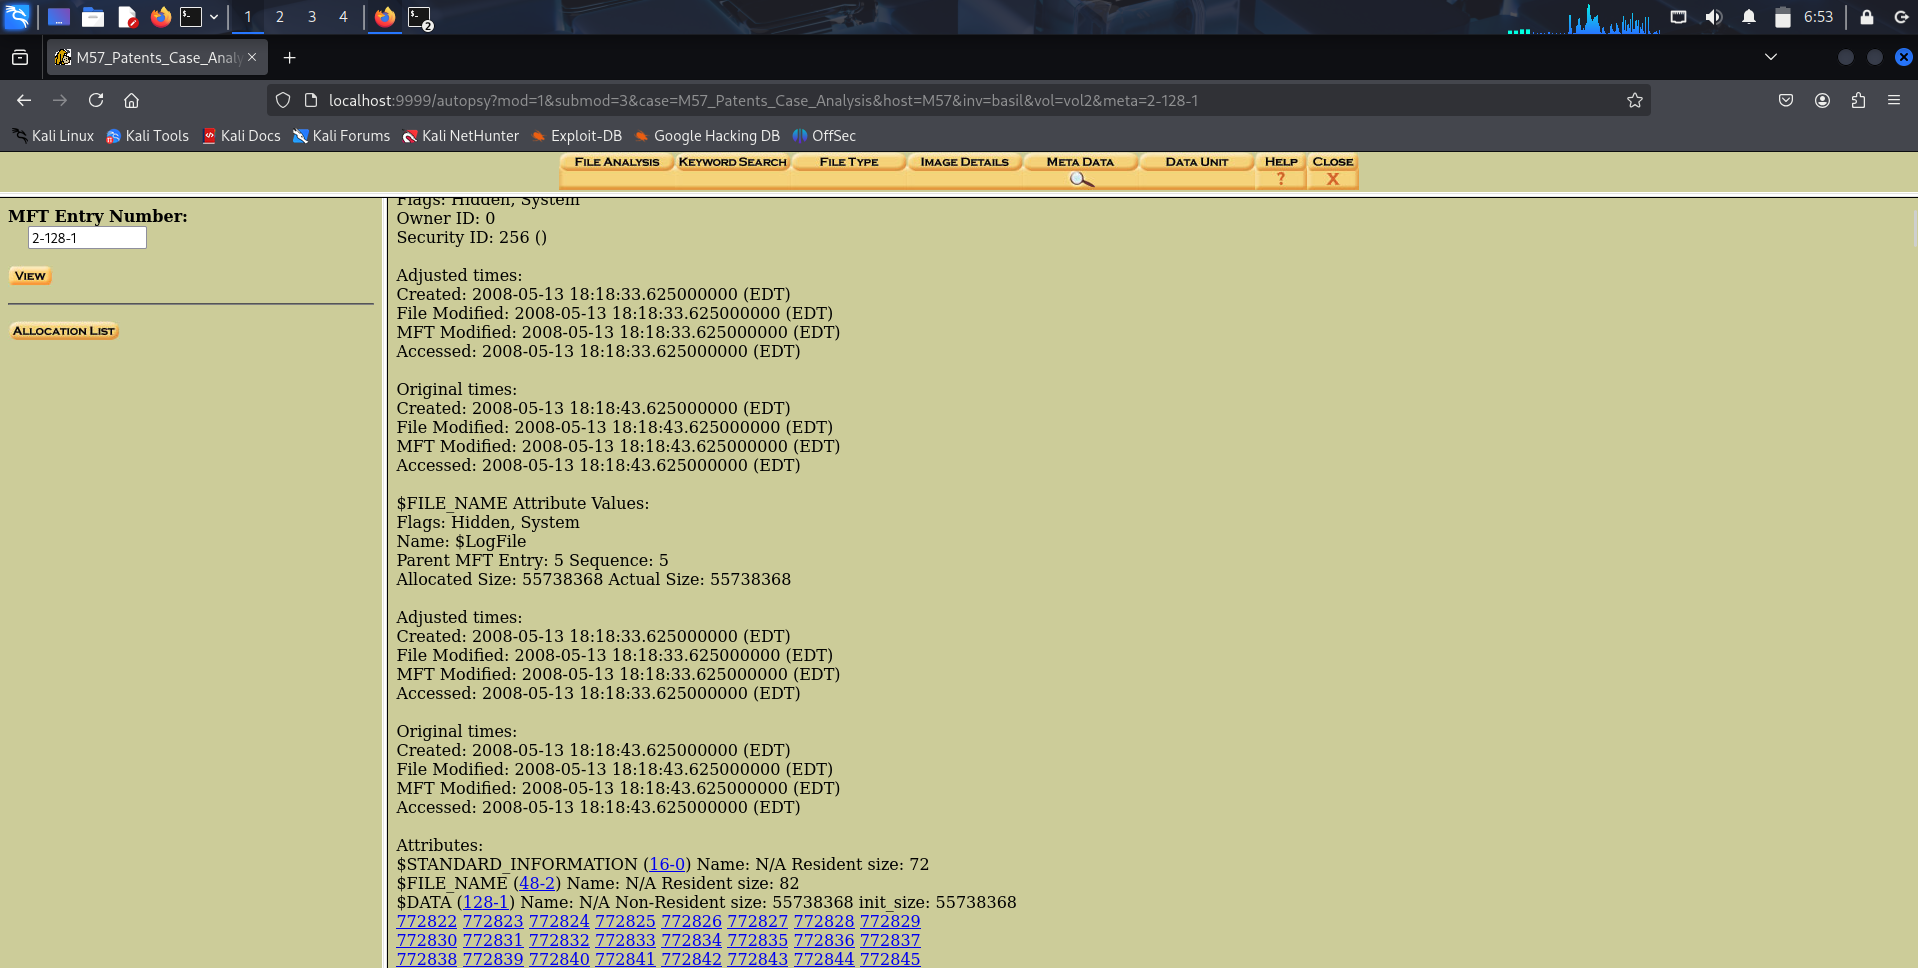 1 2 3 4 2 6:53
M57_Patents_Case_Anal
localhost:9999/autopsy?mod=1&submod=3&case=M57_Patents_Case_Analysis&host=M57&inv=basil&vol=vol2&meta=2-128-1
Kali Linux Kali Tools Kali Docs Kali Forums Kali NetHunter Exploit-DB Google Hacking DB OffSec
FILE ANALYSIS KEYWORD SEARCH FILE TYPE IMAGE DETAILS META DATA DATA UNIT HELP CLOSE
? X
MFT Entry Number:
2-128-1
VIEW
ALLOCATION LIST
Flags: Hidden, System
Owner ID: 0
Security ID: 256 ()
Adjusted times:
Created: 2008-05-13 18:18:33.625000000 (EDT)
File Modified: 2008-05-13 18:18:33.625000000 (EDT)
MFT Modified: 2008-05-13 18:18:33.625000000 (EDT)
Accessed: 2008-05-13 18:18:33.625000000 (EDT)
Original times:
Created: 2008-05-13 18:18:43.625000000 (EDT)
File Modified: 2008-05-13 18:18:43.625000000 (EDT)
MFT Modified: 2008-05-13 18:18:43.625000000 (EDT)
Accessed: 2008-05-13 18:18:43.625000000 (EDT)
$FILE_NAME Attribute Values:
Flags: Hidden, System
Name: $LogFile
Parent MFT Entry: 5 Sequence: 5
Allocated Size: 55738368 Actual Size: 55738368
Adjusted times:
Created: 2008-05-13 18:18:33.625000000 (EDT)
File Modified: 2008-05-13 18:18:33.625000000 (EDT)
MFT Modified: 2008-05-13 18:18:33.625000000 (EDT)
Accessed: 2008-05-13 18:18:33.625000000 (EDT)
Original times:
Created: 2008-05-13 18:18:43.625000000 (EDT)
File Modified: 2008-05-13 18:18:43.625000000 (EDT)
MFT Modified: 2008-05-13 18:18:43.625000000 (EDT)
Accessed: 2008-05-13 18:18:43.625000000 (EDT)
Attributes:
$STANDARD_INFORMATION (16-0) Name: N/A Resident size: 72
$FILE_NAME (48-2) Name: N/A Resident size: 82
$DATA (128-1) Name: N/A Non-Resident size: 55738368 init_size: 55738368
772822 772823 772824 772825 772826 772827 772828 772829
772830 772831 772832 772833 772834 772835 772836 772837
772838 772839 772840 772841 772842 772843 772844 772845